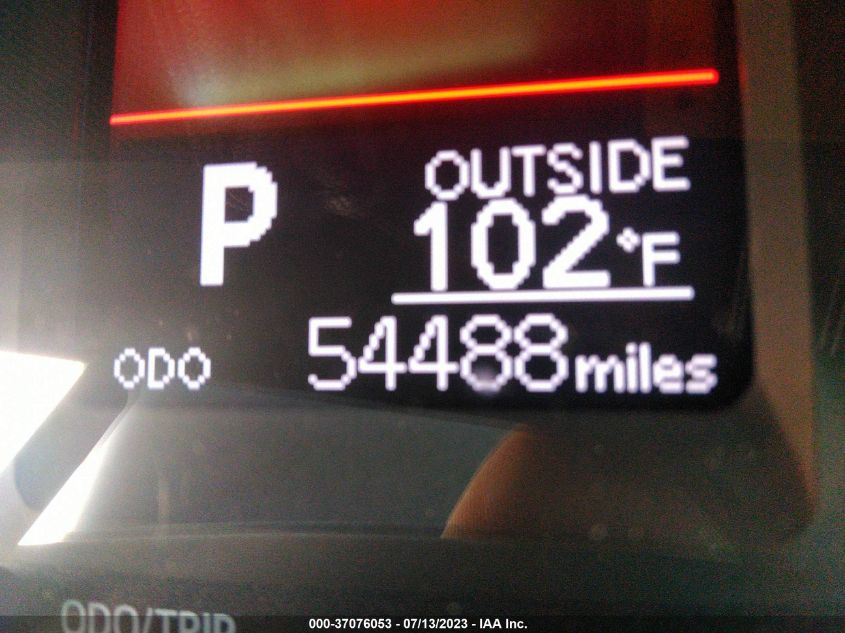 P
OUTSIDE
102°F
ODO 54488 miles
ODO/TRIP
000-37076053 - 07/13/2023 - IAA Inc.